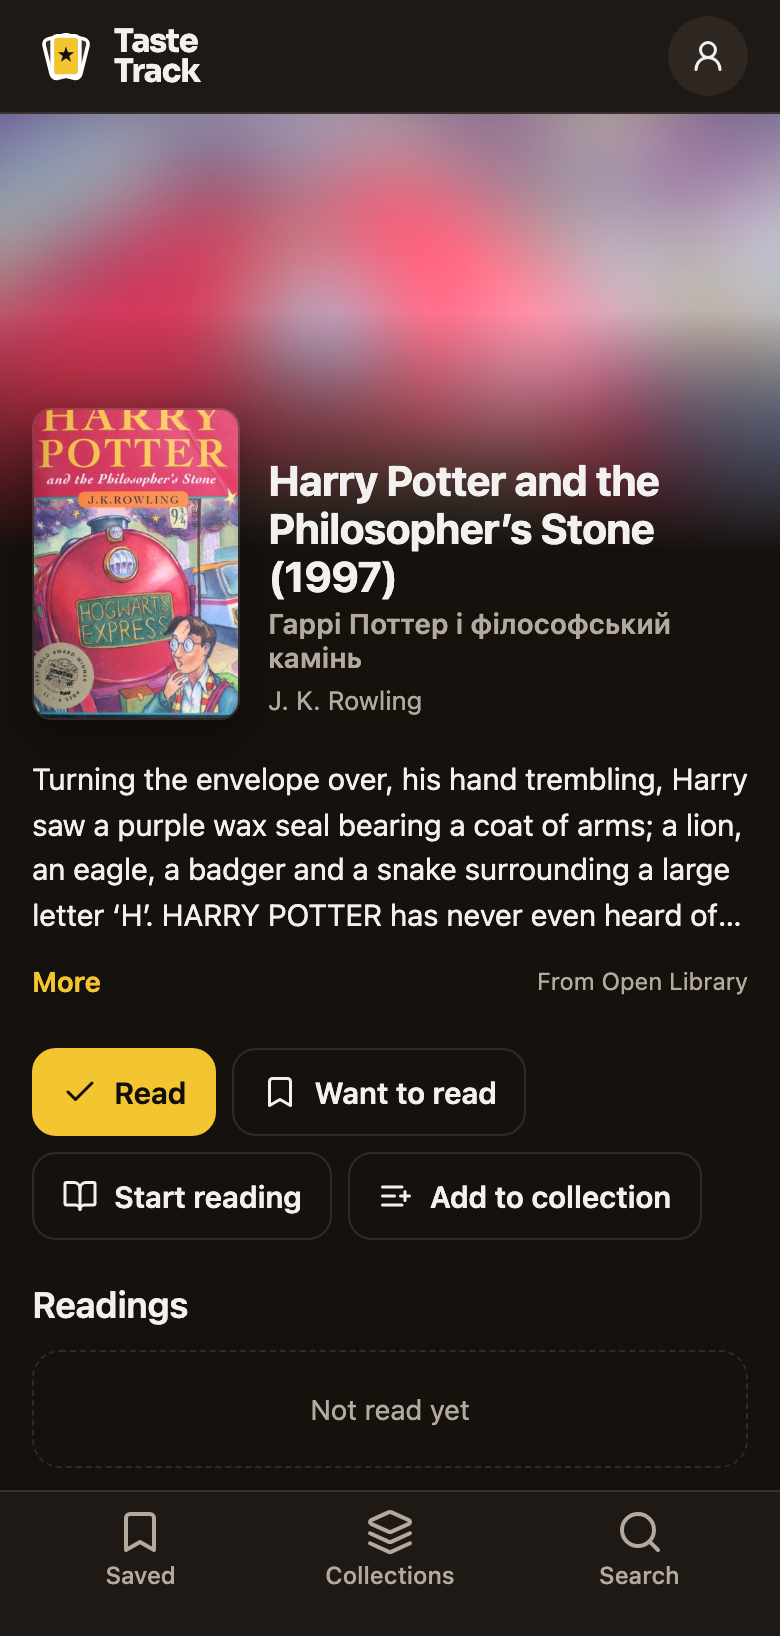 Taste
Track
HARRY
POTTER
and the Philosopher's Stone
J.K.ROWLING
9¾
HOGWARTS
EXPRESS
Harry Potter and the
Philosopher’s Stone
(1997)
Гаррі Поттер і філософський
камінь
J. K. Rowling
Turning the envelope over, his hand trembling, Harry
saw a purple wax seal bearing a coat of arms; a lion,
an eagle, a badger and a snake surrounding a large
letter ‘H’. HARRY POTTER has never even heard of...
More
From Open Library
Read
Want to read
Start reading
Add to collection
Readings
Not read yet
Saved
Collections
Search